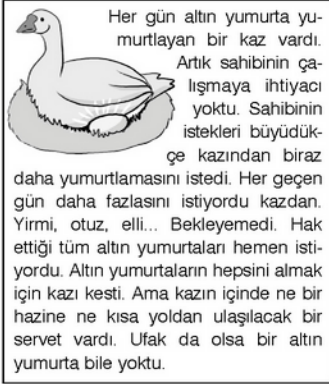 Her gün altın yumurta yu-
murtlayan bir kaz vardı.
Artık sahibinin ça-
lışmaya ihtiyacı
yoktu. Sahibinin
istekleri büyüdük-
çe kazından biraz
daha yumurtlamasını istedi. Her geçen
gün daha fazlasını istiyordu kazdan.
Yirmi, otuz, elli... Bekleyemedi. Hak
ettiği tüm altın yumurtaları hemen isti-
yordu. Altın yumurtaların hepsini almak
için kazı kesti. Ama kazın içinde ne bir
hazine ne kısa yoldan ulaşılacak bir
servet vardı. Ufak da olsa bir altın
yumurta bile yoktu.